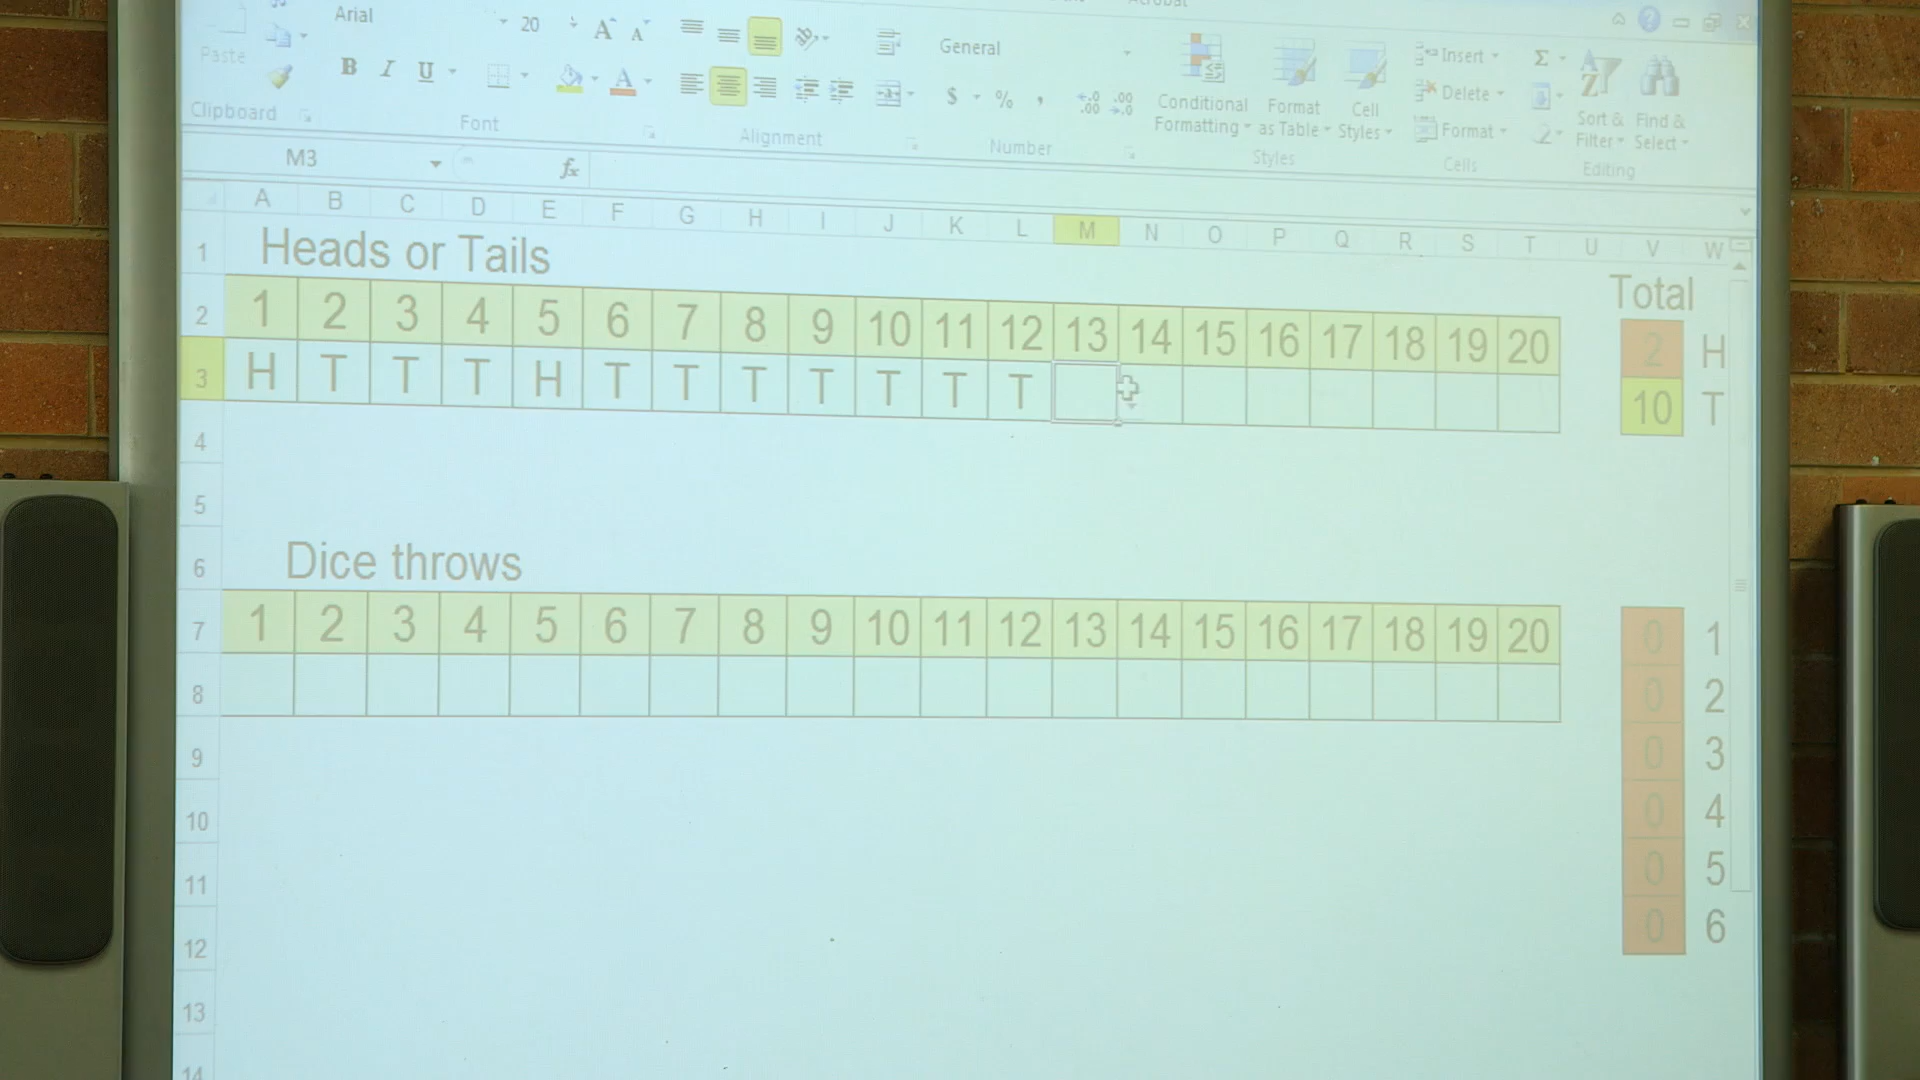 Arial 20 General
Paste
B I U A $ % ,
Conditional Formatting Format as Table Cell Styles
Insert
Delete
Format
Sort & Filter Find & Select
Clipboard Font Alignment Number Styles Cells Editing
M3 fx
A B C D E F G H I J K L M N O P Q R S T U V W
1 Heads or Tails Total
2 1 2 3 4 5 6 7 8 9 10 11 12 13 14 15 16 17 18 19 20 2 H
3 H T T T H T T T T T T T 10 T
4
5
6 Dice throws
7 1 2 3 4 5 6 7 8 9 10 11 12 13 14 15 16 17 18 19 20 0 1
8 0 2
9 0 3
10 0 4
11 0 5
12 0 6
13
14